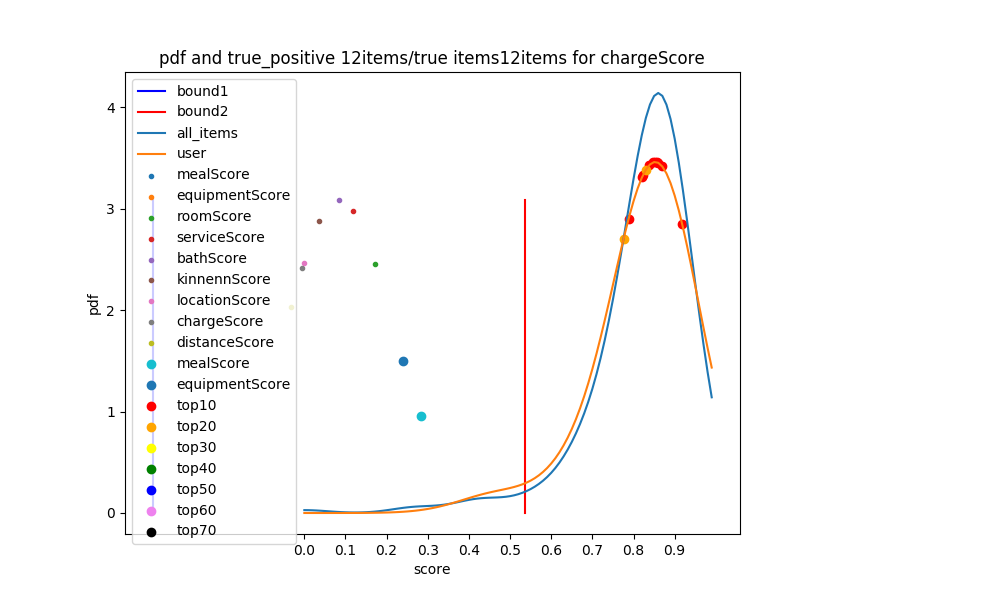 pdf and true_positive 12items/true items12items for chargeScore
bound1
bound2
all_items
user
mealScore
equipmentScore
roomScore
serviceScore
bathScore
kinnennScore
locationScore
chargeScore
distanceScore
mealScore
equipmentScore
top10
top20
top30
top40
top50
top60
top70
4
3
2
1
0
pdf
0.0 0.1 0.2 0.3 0.4 0.5 0.6 0.7 0.8 0.9
score